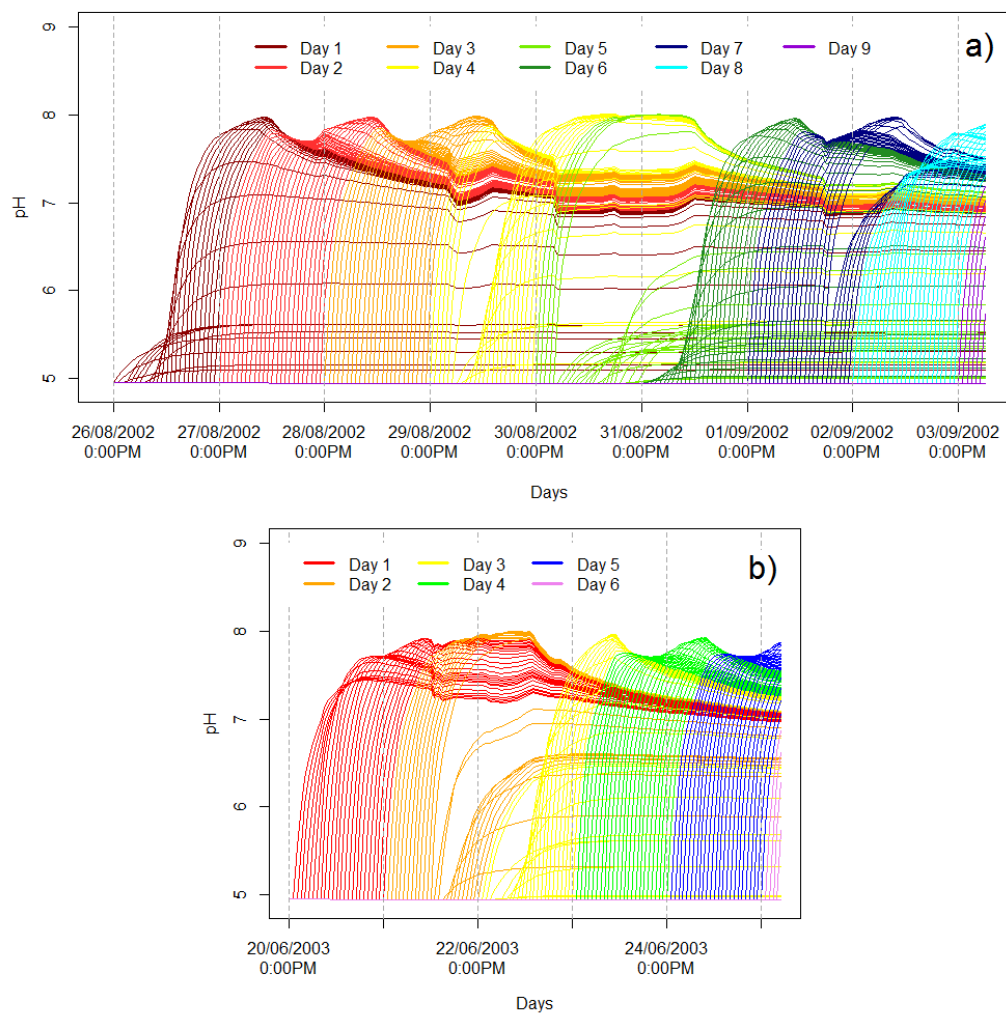 a)
Day 1 Day 3 Day 5 Day 7 Day 9
Day 2 Day 4 Day 6 Day 8
9
8
7
6
5
pH
26/08/2002 27/08/2002 28/08/2002 29/08/2002 30/08/2002 31/08/2002 01/09/2002 02/09/2002 03/09/2002
0:00PM 0:00PM 0:00PM 0:00PM 0:00PM 0:00PM 0:00PM 0:00PM 0:00PM
Days
b)
Day 1 Day 3 Day 5
Day 2 Day 4 Day 6
9
8
7
6
5
pH
20/06/2003 22/06/2003 24/06/2003
0:00PM 0:00PM 0:00PM
Days